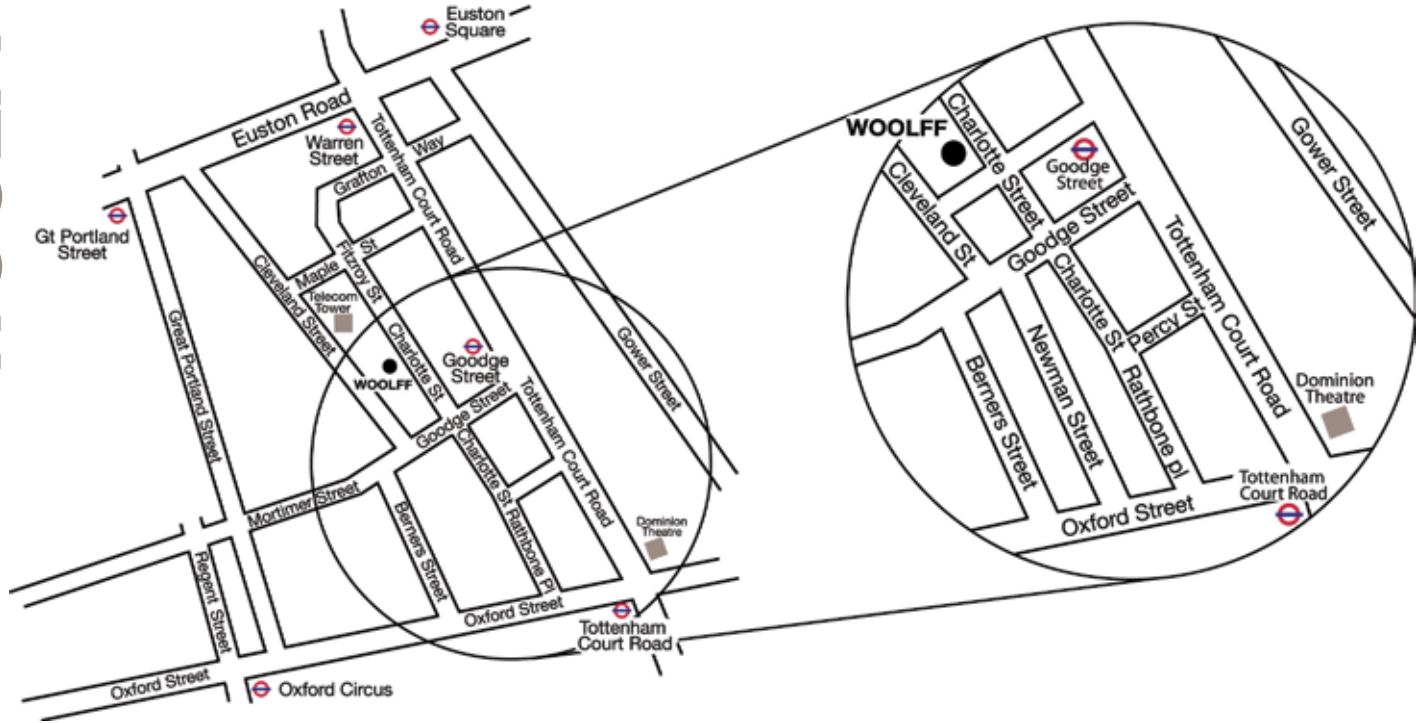 Euston
Square
Euston Road
Warren
Street
Tottenham Court Road
Way
Grafton
Gt Portland
Street
Maple St
Fitzroy St
Cleveland Street
Telecom
Tower
Great Portland Street
Charlotte St
WOOLFF
Goodge
Street
Gower Street
Goodge Street
Tottenham Court Road
Charlotte St
Rathbone Pl
Mortimer Street
Berners Street
Regent Street
Dominion
Theatre
Oxford Street
Tottenham
Court Road
Oxford Street
Oxford Circus
WOOLFF
Charlotte Street
Cleveland St
Goodge
Street
Gower Street
Goodge Street
Tottenham Court Road
Charlotte St
Percy St
Newman Street
Berners Street
Rathbone pl
Dominion
Theatre
Tottenham
Court Road
Oxford Street